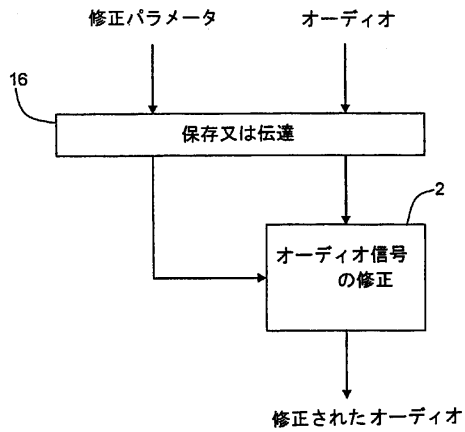 修正パラメータ
オーディオ
16
保存又は伝達
2
オーディオ信号
の修正
修正されたオーディオ